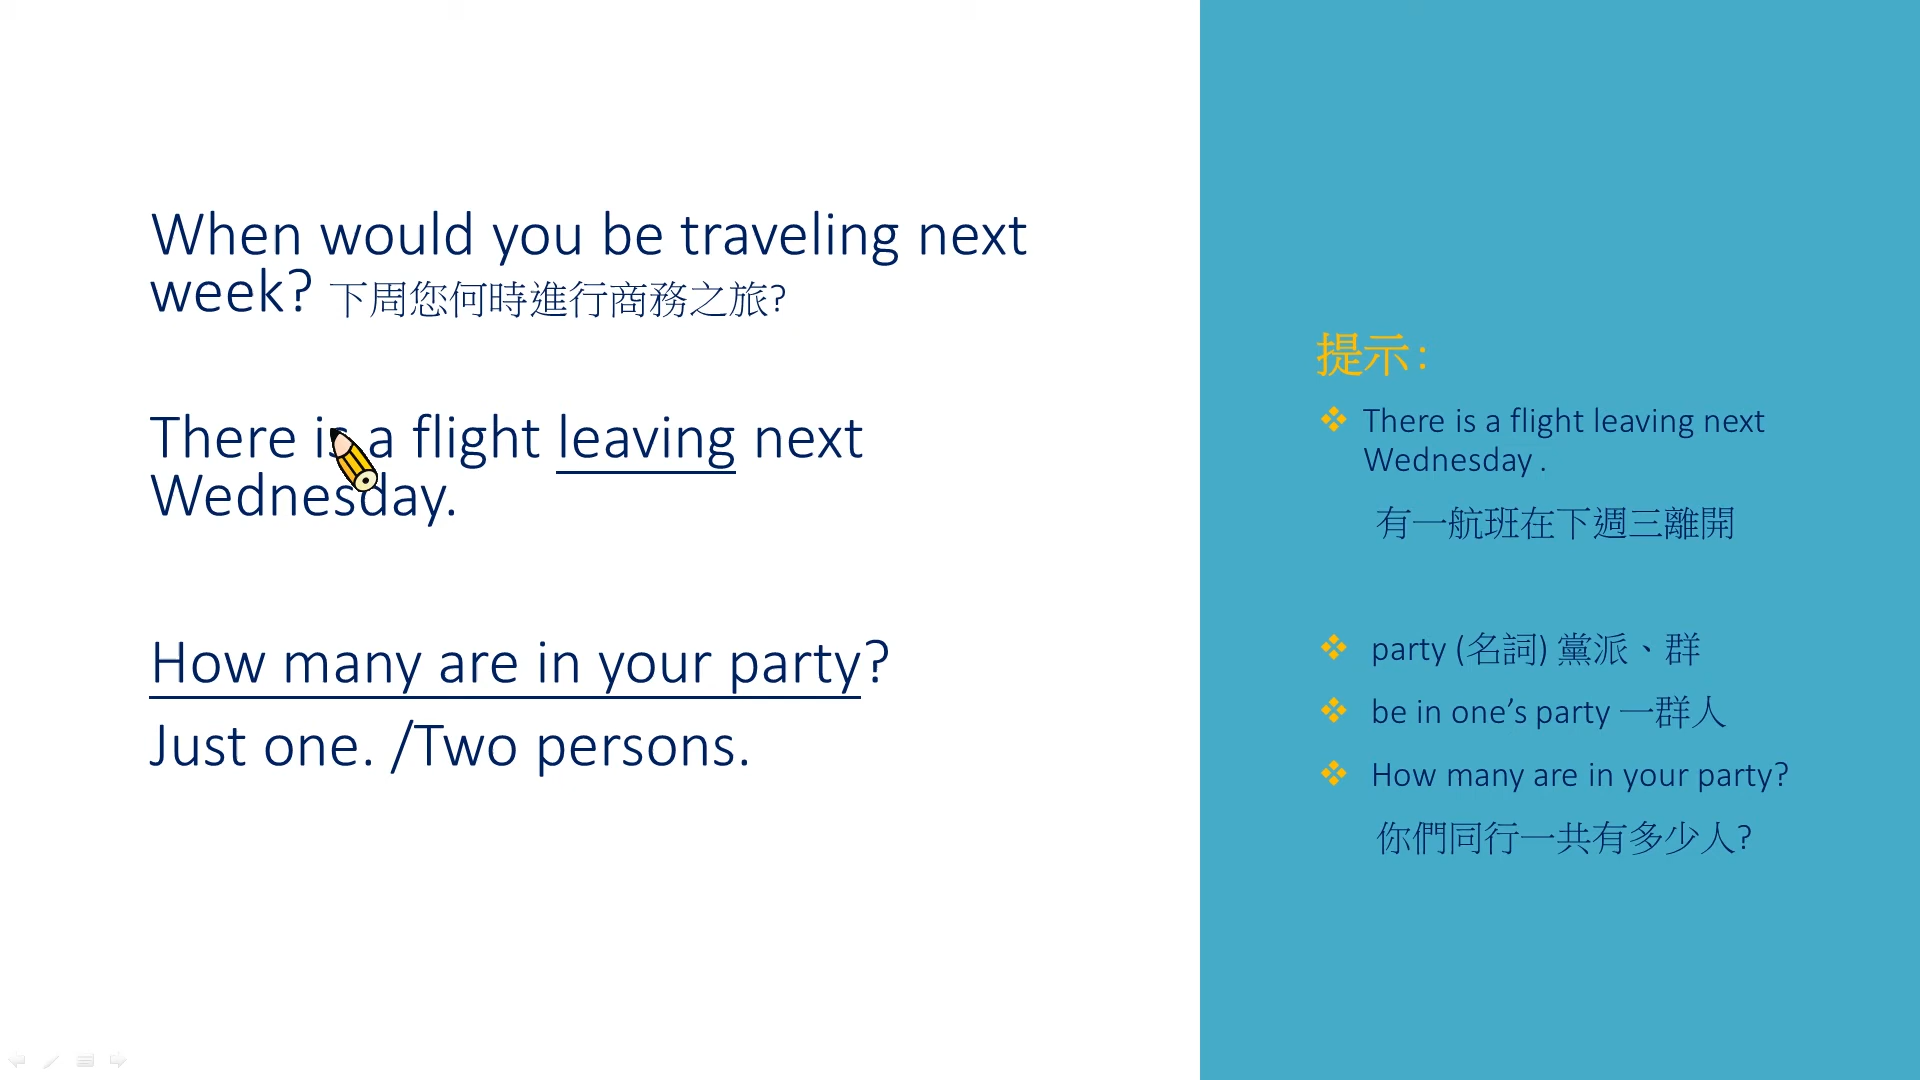 When would you be traveling next
week? 下周您何時進行商務之旅?
There is a flight leaving next
Wednesday.
How many are in your party?
Just one. /Two persons.
提示:
There is a flight leaving next
Wednesday .
有一航班在下週三離開
party (名詞) 黨派、群
be in one’s party 一群人
How many are in your party?
你們同行一共有多少人?